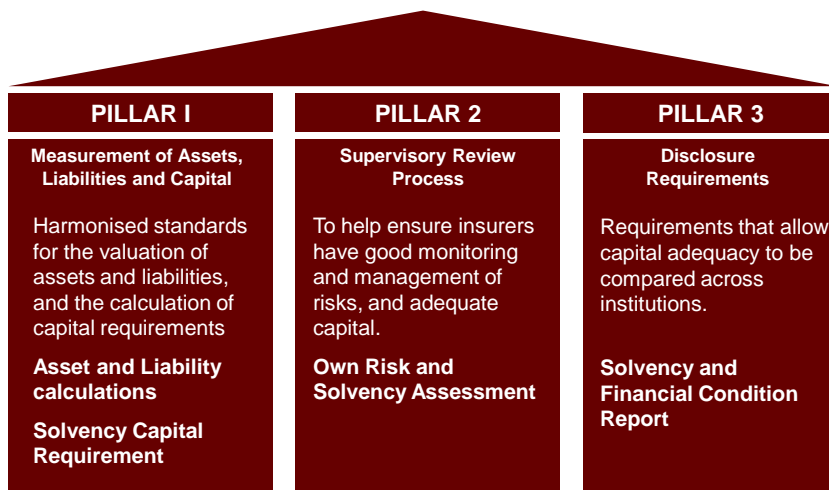 PILLAR I
Measurement of Assets,
Liabilities and Capital
Harmonised standards
for the valuation of
assets and liabilities,
and the calculation of
capital requirements
Asset and Liability
calculations
Solvency Capital
Requirement
PILLAR 2
Supervisory Review
Process
To help ensure insurers
have good monitoring
and management of
risks, and adequate
capital.
Own Risk and
Solvency Assessment
PILLAR 3
Disclosure
Requirements
Requirements that allow
capital adequacy to be
compared across
institutions.
Solvency and
Financial Condition
Report